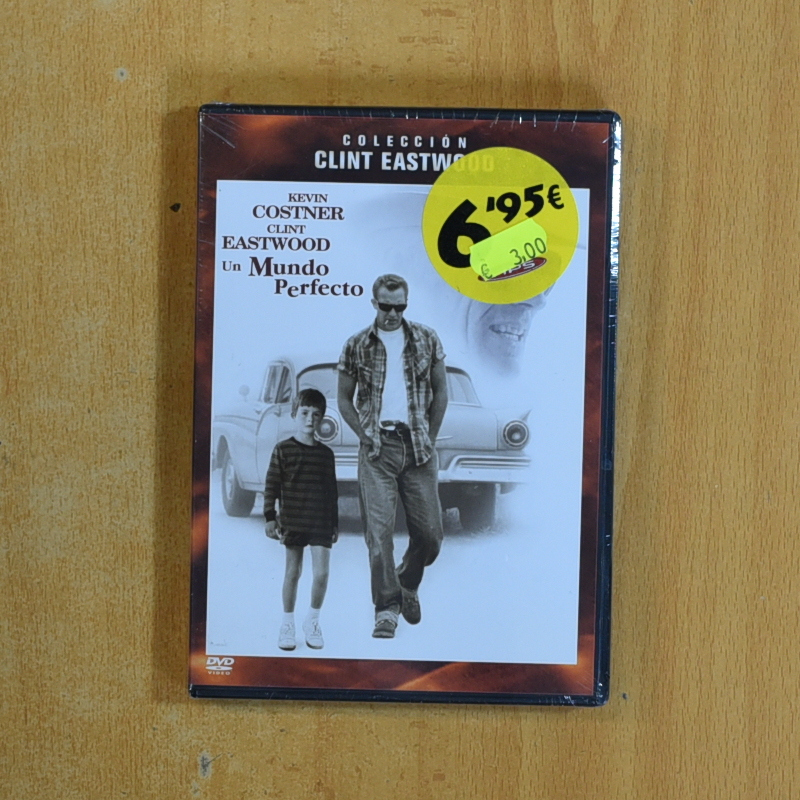 COLECCIÓN
CLINT EASTWOOD
6'95€
€ 3,00
KEVIN
COSTNER
CLINT
EASTWOOD
Un Mundo
Perfecto
DVD
VIDEO